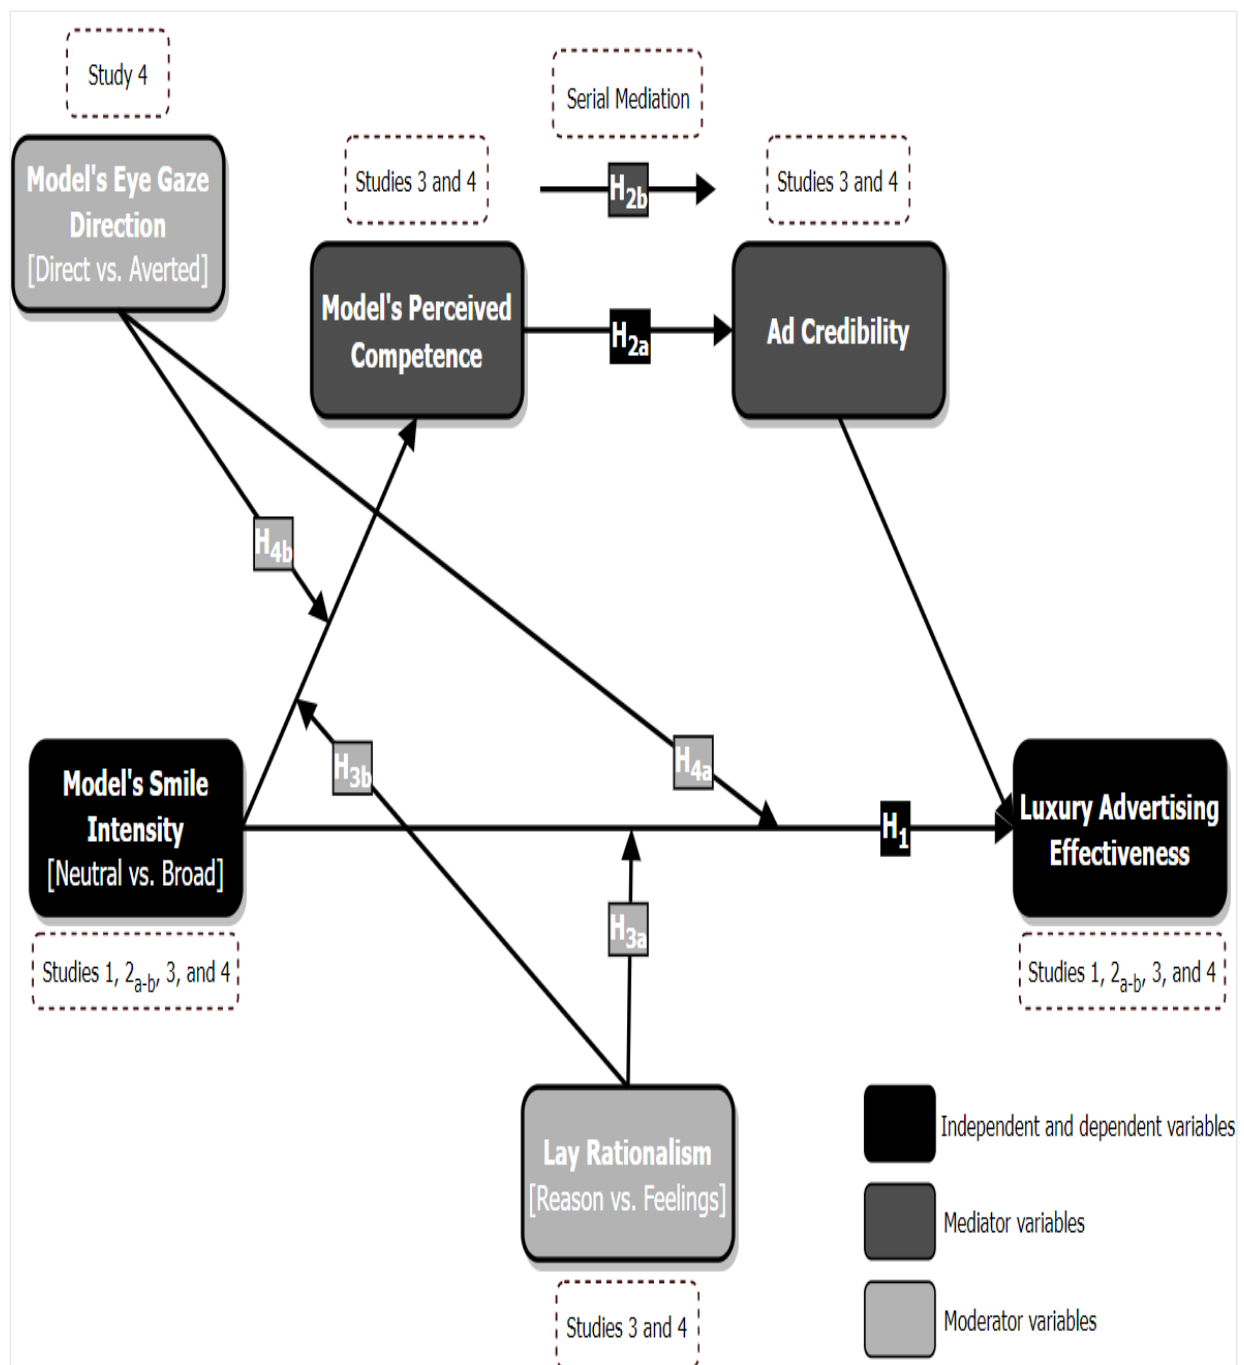 Study 4
Serial Mediation
Model's Eye Gaze
Direction
[Direct vs. Averted]
Studies 3 and 4
H2b
Studies 3 and 4
Model's Perceived
Competence
H2a
Ad Credibility
H4b
H3b
H4a
Model's Smile
Intensity
[Neutral vs. Broad]
H1
Luxury Advertising
Effectiveness
H3a
Studies 1, 2a-b, 3, and 4
Studies 1, 2a-b, 3, and 4
Lay Rationalism
[Reason vs. Feelings]
Studies 3 and 4
Independent and dependent variables
Mediator variables
Moderator variables